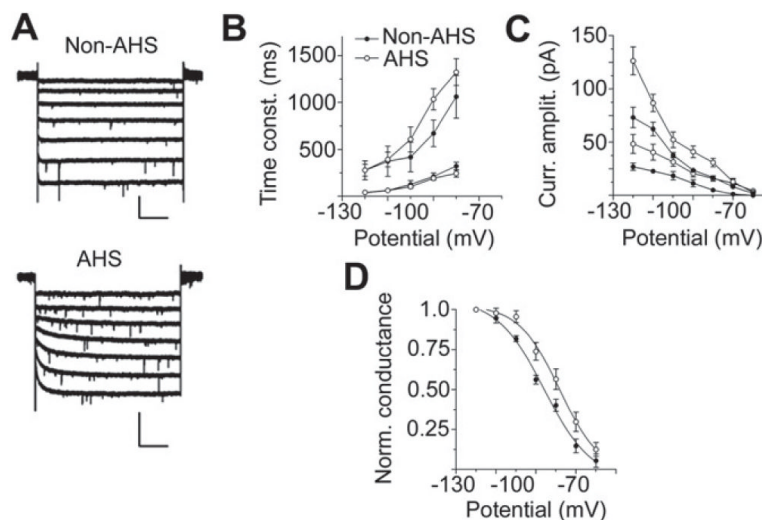 A
Non-AHS
AHS
B
Non-AHS
AHS
Time const. (ms)
1500
1000
500
-130
-100
-70
Potential (mV)
C
Curr. amplit. (pA)
150
100
50
-130
-100
-70
Potential (mV)
D
Norm. conductance
1.0
0.75
0.50
0.25
-130
-100
-70
Potential (mV)